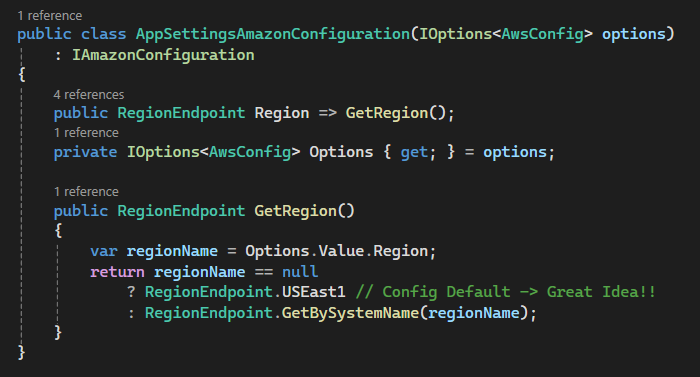 1 reference
public class AppSettingsAmazonConfiguration(IOptions<AwsConfig> options)
: IAmazonConfiguration
{
4 references
public RegionEndpoint Region => GetRegion();
1 reference
private IOptions<AwsConfig> Options { get; } = options;
1 reference
public RegionEndpoint GetRegion()
{
var regionName = Options.Value.Region;
return regionName == null
? RegionEndpoint.USEast1 // Config Default -> Great Idea!!
: RegionEndpoint.GetBySystemName(regionName);
}
}